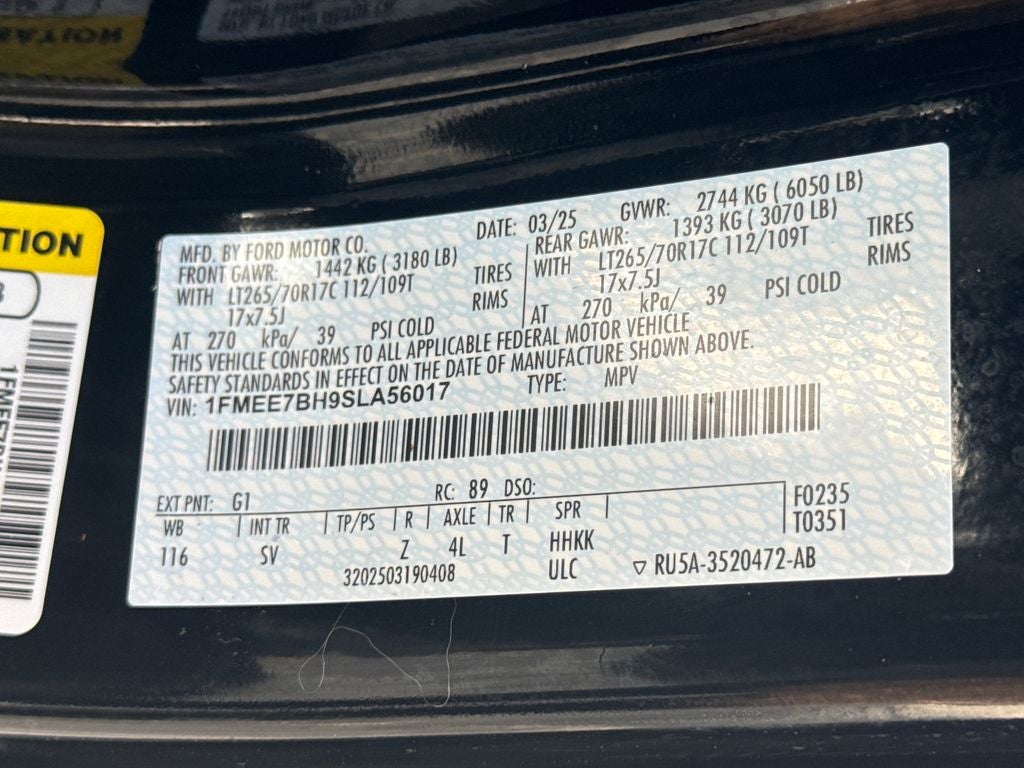 TION
MFD. BY FORD MOTOR CO. DATE: 03/25 GVWR: 2744 KG ( 6050 LB)
FRONT GAWR: 1442 KG ( 3180 LB) REAR GAWR: 1393 KG ( 3070 LB)
WITH LT265/70R17C 112/109T TIRES WITH LT265/70R17C 112/109T TIRES
17x7.5J RIMS 17x7.5J RIMS
AT 270 kPa/ 39 PSI COLD AT 270 kPa/ 39 PSI COLD
THIS VEHICLE CONFORMS TO ALL APPLICABLE FEDERAL MOTOR VEHICLE
SAFETY STANDARDS IN EFFECT ON THE DATE OF MANUFACTURE SHOWN ABOVE.
VIN: 1FMEE7BH9SLA56017 TYPE: MPV
EXT PNT: G1 RC: 89 DSO:
WB INT TR TP/PS R AXLE TR SPR F0235
116 SV Z 4L T HHKK T0351
3202503190408 ULC RU5A-3520472-AB